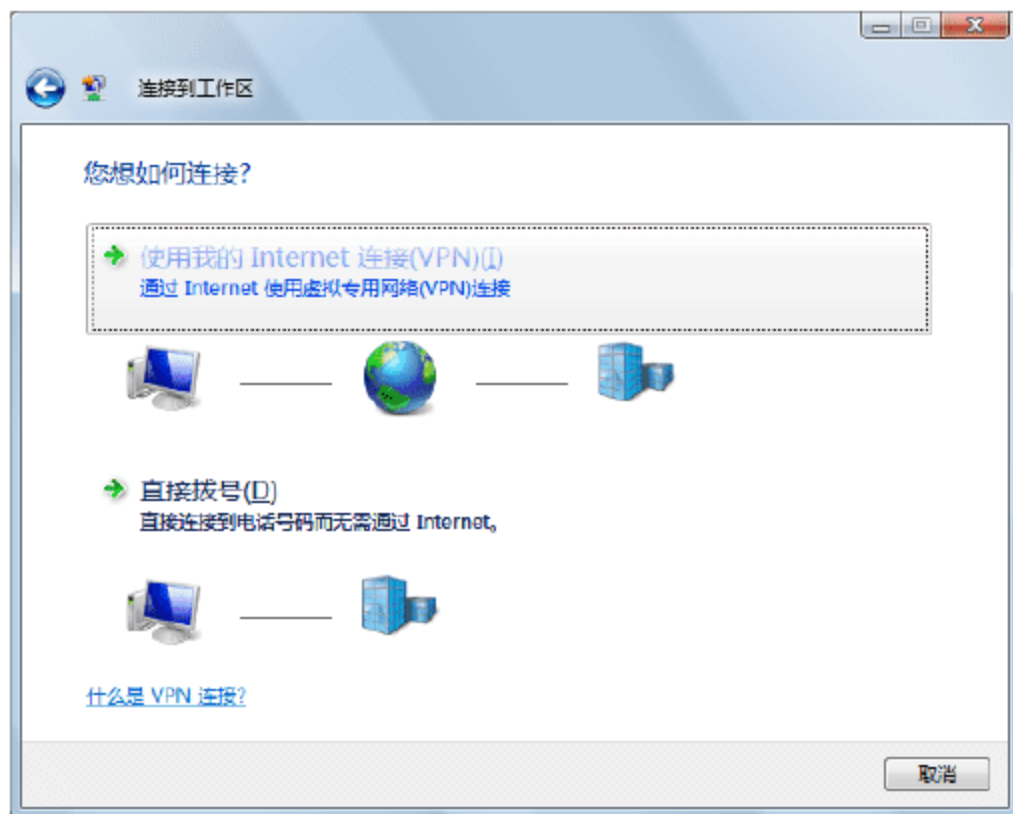 连接到工作区
您想如何连接?
使用我的 Internet 连接(VPN)(I)
通过 Internet 使用虚拟专用网络(VPN)连接
直接拨号(D)
直接连接到电话号码而无需通过 Internet。
什么是 VPN 连接?
取消